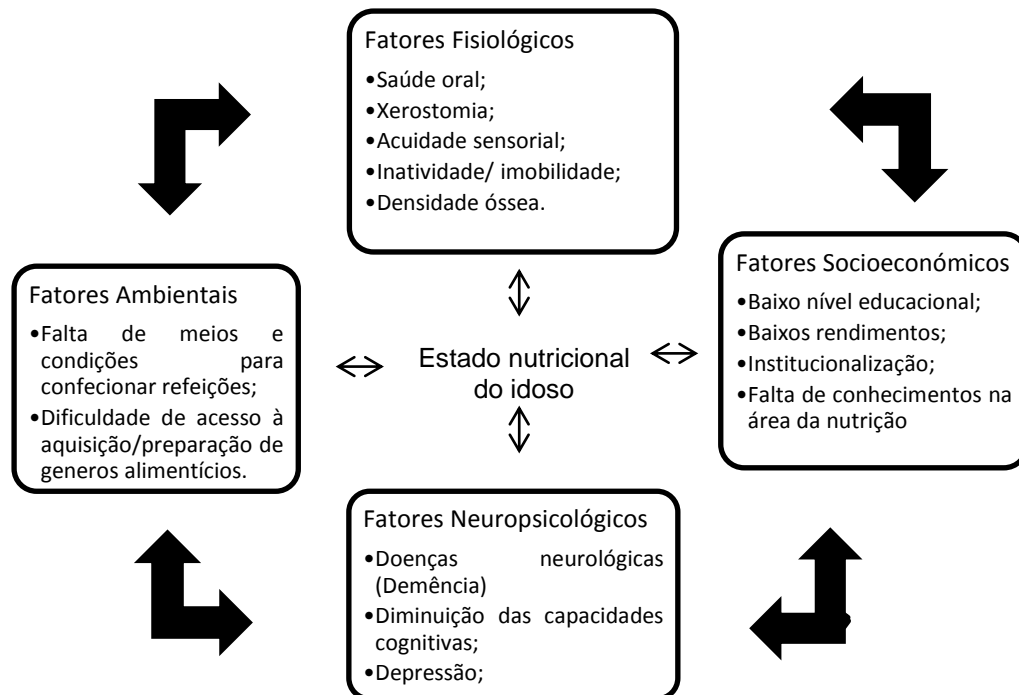 Fatores Fisiológicos
•Saúde oral;
•Xerostomia;
•Acuidade sensorial;
•Inatividade/ imobilidade;
•Densidade óssea.
Fatores Ambientais
•Falta de meios e
condições para
confecionar refeições;
•Dificuldade de acesso à
aquisição/preparação de
generos alimentícios.
Estado nutricional
do idoso
Fatores Socioeconómicos
•Baixo nível educacional;
•Baixos rendimentos;
•Institucionalização;
•Falta de conhecimentos na
área da nutrição
Fatores Neuropsicológicos
•Doenças neurológicas
(Demência)
•Diminuição das capacidades
cognitivas;
•Depressão;